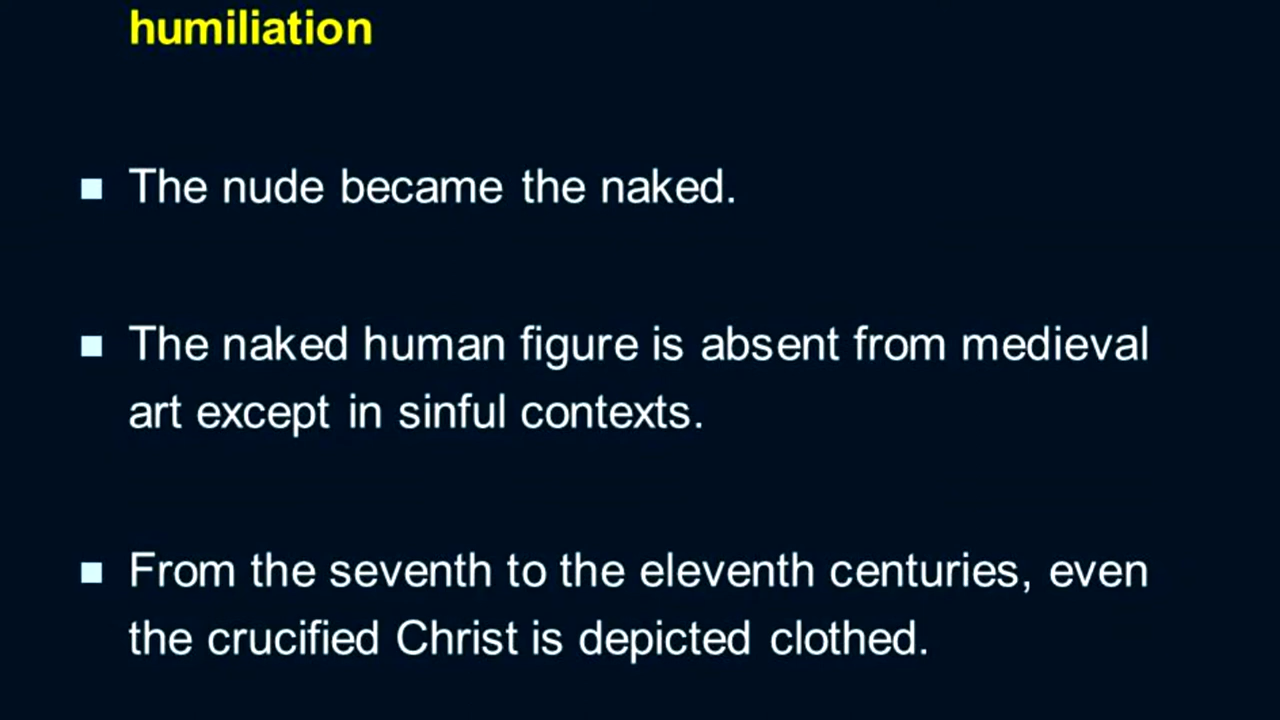 humiliation
■ The nude became the naked.
■ The naked human figure is absent from medieval
art except in sinful contexts.
■ From the seventh to the eleventh centuries, even
the crucified Christ is depicted clothed.